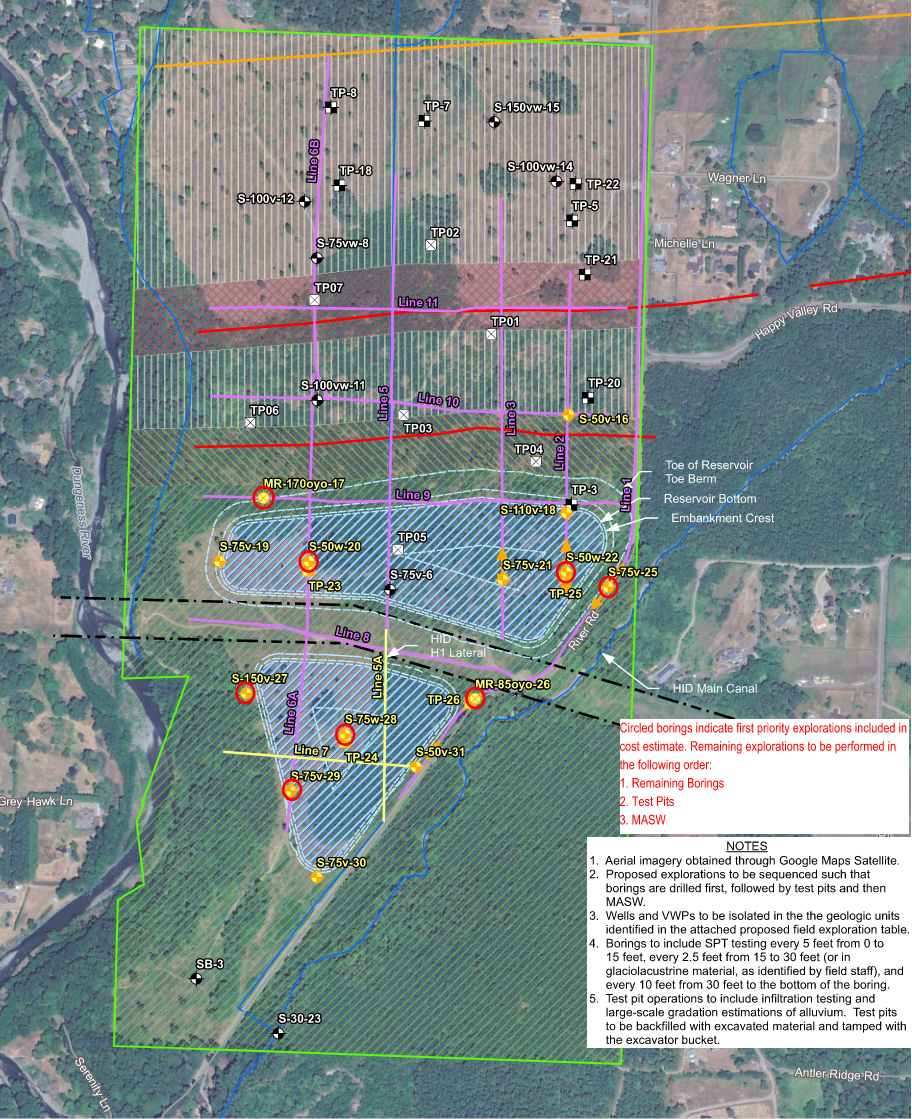 TP-8
TP-7
S-150vw-15
Line 6B
S-100vw-14
TP-18
TP-22
Wagner Ln
S-100v-12
TP-5
TP02
S-75vw-8
Michelle Ln
TP-21
TP07
Line 11
Happy Valley Rd
TP01
S-100vw-11
TP-20
Line 5
Line 10
Line 3
TP06
TP03
S-50v-16
Line 2
TP04
Toe of Reservoir
Toe Berm
Dungeness River
MR-170oyo-17
Line 9
TP-3
Line 1
Reservoir Bottom
S-110v-18
Embankment Crest
S-75v-19
S-50w-20
TP05
S-50w-22
S-75v-21
S-75v-25
TP-23
S-75v-6
TP-25
River Rd
Line 8
HID
H1 Lateral
Line 5A
S-150v-27
MR-85oyo-26
HID Main Canal
TP-26
Line 6A
S-75w-28
Line 7
TP-24
S-50v-31
S-75v-29
Grey Hawk Ln
S-75v-30
SB-3
S-30-23
Serenity Ln
Antler Ridge Rd
Circled borings indicate first priority explorations included in
cost estimate. Remaining explorations to be performed in
the following order:
1. Remaining Borings
2. Test Pits
3. MASW
NOTES
1. Aerial imagery obtained through Google Maps Satellite.
2. Proposed explorations to be sequenced such that
borings are drilled first, followed by test pits and then
MASW.
3. Wells and VWPs to be isolated in the the geologic units
identified in the attached proposed field exploration table.
4. Borings to include SPT testing every 5 feet from 0 to
15 feet, every 2.5 feet from 15 to 30 feet (or in
glaciolacustrine material, as identified by field staff), and
every 10 feet from 30 feet to the bottom of the boring.
5. Test pit operations to include infiltration testing and
large-scale gradation estimations of alluvium. Test pits
to be backfilled with excavated material and tamped with
the excavator bucket.